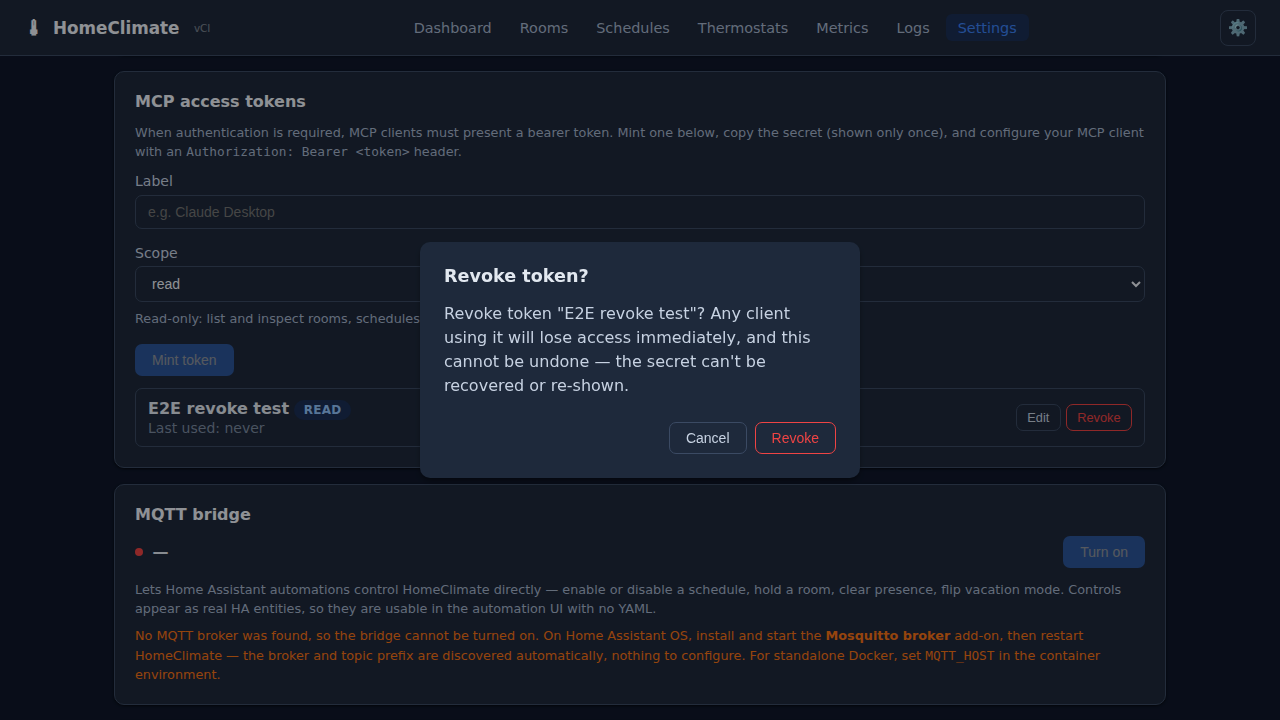 HomeClimate vCI
Dashboard Rooms Schedules Thermostats Metrics Logs Settings
MCP access tokens
When authentication is required, MCP clients must present a bearer token. Mint one below, copy the secret (shown only once), and configure your MCP client
with an Authorization: Bearer <token> header.
Label
e.g. Claude Desktop
Scope
read
Read-only: list and inspect rooms, schedules
Mint token
E2E revoke test READ
Last used: never
Edit Revoke
Revoke token?
Revoke token "E2E revoke test"? Any client
using it will lose access immediately, and this
cannot be undone — the secret can't be
recovered or re-shown.
Cancel Revoke
MQTT bridge
—
Turn on
Lets Home Assistant automations control HomeClimate directly — enable or disable a schedule, hold a room, clear presence, flip vacation mode. Controls
appear as real HA entities, so they are usable in the automation UI with no YAML.
No MQTT broker was found, so the bridge cannot be turned on. On Home Assistant OS, install and start the Mosquitto broker add-on, then restart
HomeClimate — the broker and topic prefix are discovered automatically, nothing to configure. For standalone Docker, set MQTT_HOST in the container
environment.